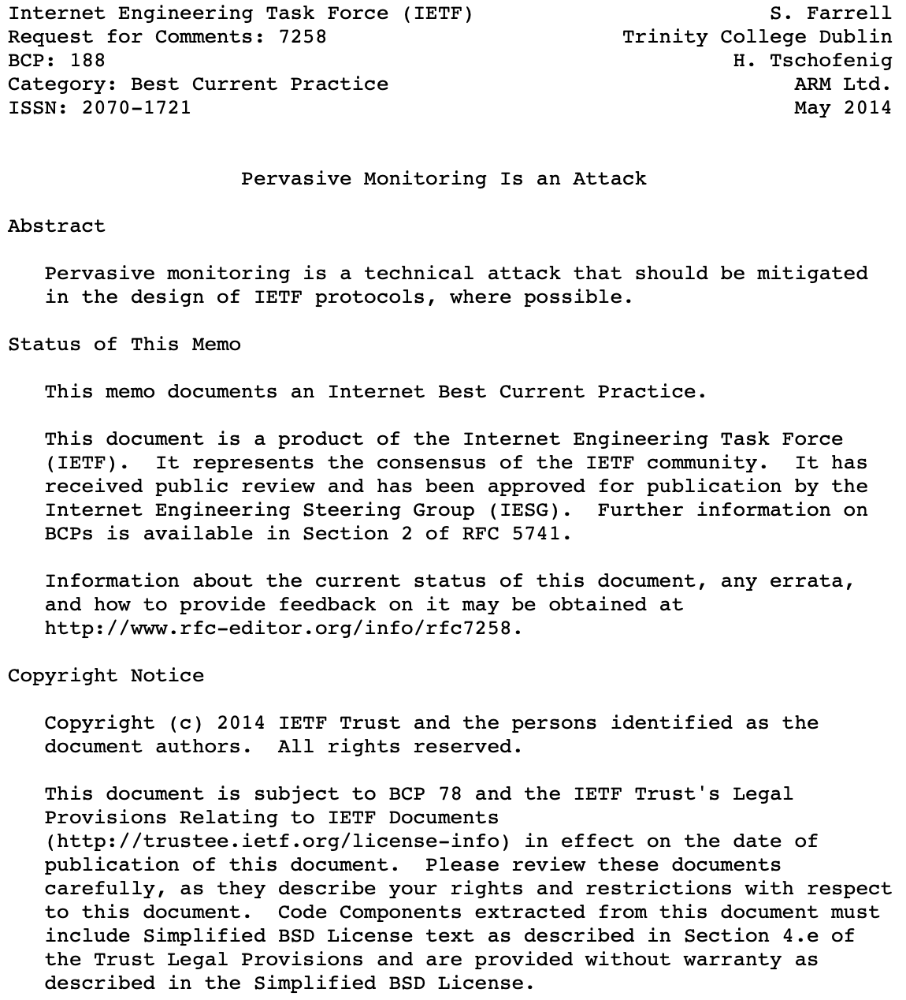 Internet Engineering Task Force (IETF)                        S. Farrell
Request for Comments: 7258                        Trinity College Dublin
BCP: 188                                                   H. Tschofenig
Category: Best Current Practice                                 ARM Ltd.
ISSN: 2070-1721                                                 May 2014
Pervasive Monitoring Is an Attack
Abstract
Pervasive monitoring is a technical attack that should be mitigated
in the design of IETF protocols, where possible.
Status of This Memo
This memo documents an Internet Best Current Practice.
This document is a product of the Internet Engineering Task Force
(IETF).  It represents the consensus of the IETF community.  It has
received public review and has been approved for publication by the
Internet Engineering Steering Group (IESG).  Further information on
BCPs is available in Section 2 of RFC 5741.
Information about the current status of this document, any errata,
and how to provide feedback on it may be obtained at
http://www.rfc-editor.org/info/rfc7258.
Copyright Notice
Copyright (c) 2014 IETF Trust and the persons identified as the
document authors.  All rights reserved.
This document is subject to BCP 78 and the IETF Trust's Legal
Provisions Relating to IETF Documents
(http://trustee.ietf.org/license-info) in effect on the date of
publication of this document.  Please review these documents
carefully, as they describe your rights and restrictions with respect
to this document.  Code Components extracted from this document must
include Simplified BSD License text as described in Section 4.e of
the Trust Legal Provisions and are provided without warranty as
described in the Simplified BSD License.